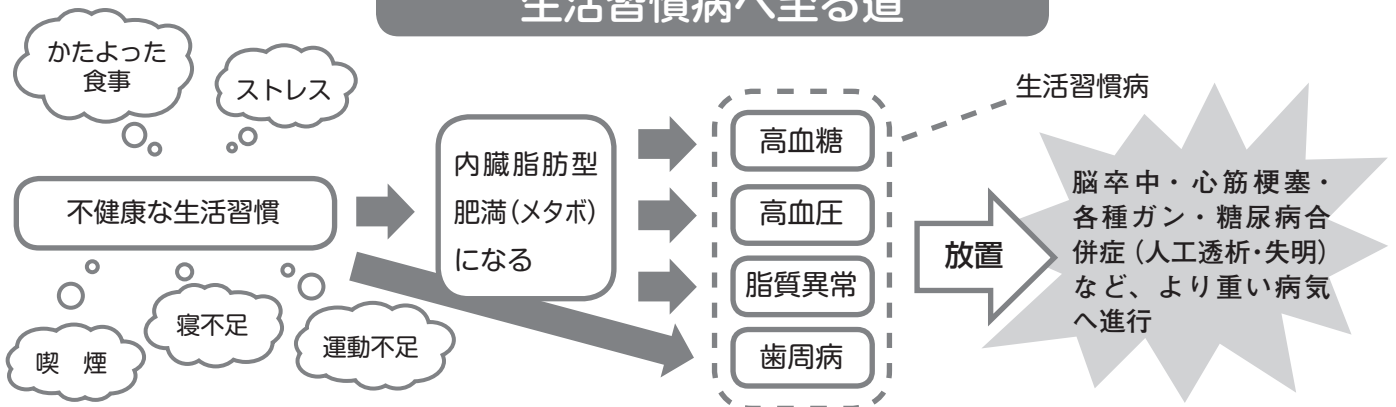 生活習慣病へ至る道
かたよった
食事
ストレス
不健康な生活習慣
喫　煙
寝不足
運動不足
内臓脂肪型
肥満（メタボ）
になる
高血糖
高血圧
脂質異常
歯周病
生活習慣病
放置
脳卒中・心筋梗塞・
各種ガン・糖尿病合
併症（人工透析・失明）
など、より重い病気
へ進行